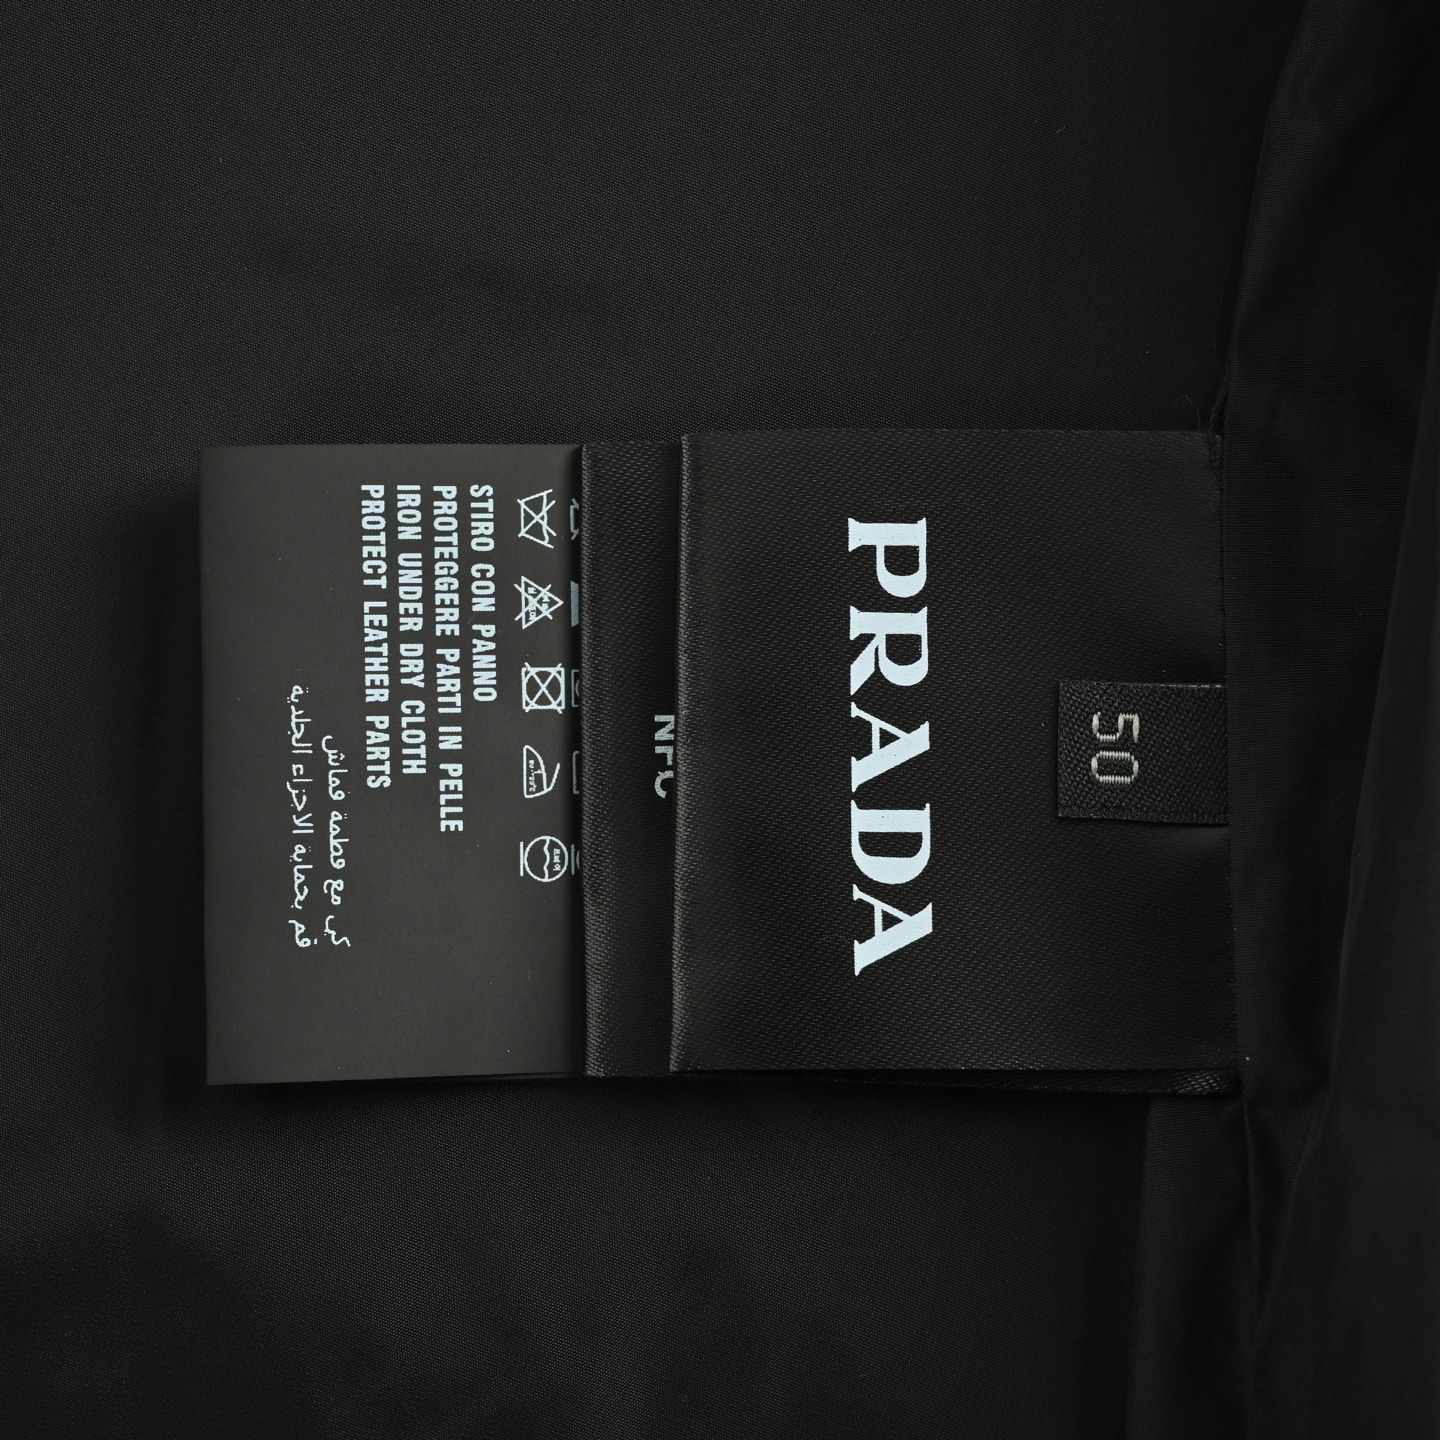 50
PRADA
STIRO CON PANNO
PROTEGGERE PARTI IN PELLE
IRON UNDER DRY CLOTH
PROTECT LEATHER PARTS
كي مع قطمة قماش
قم بحماية الاجزاء الجلدية